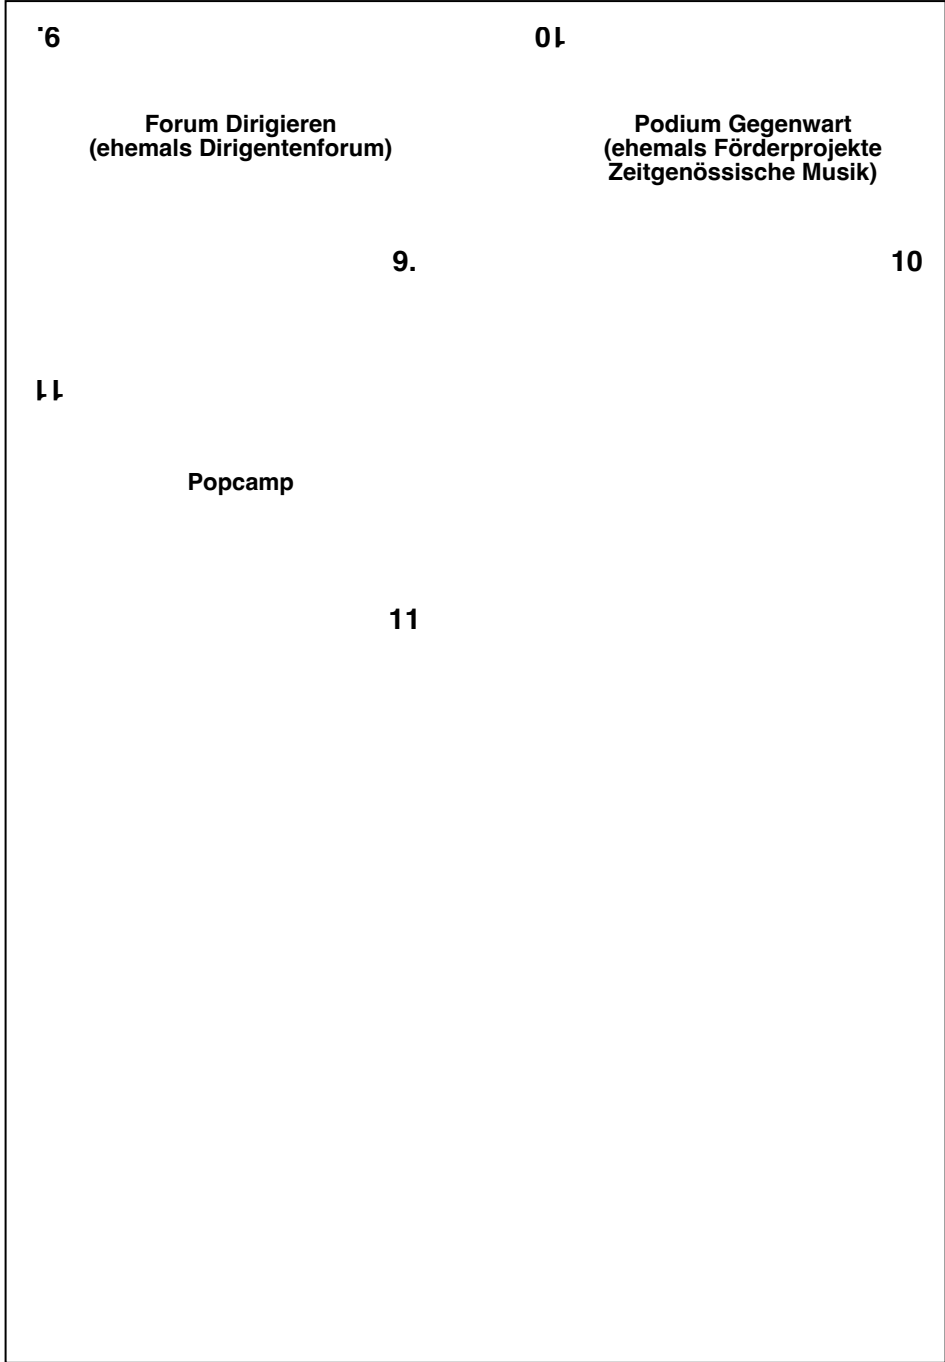 9.
10
Forum Dirigieren
(ehemals Dirigentenforum)
Podium Gegenwart
(ehemals Förderprojekte
Zeitgenössische Musik)
9.
10
11
Popcamp
11